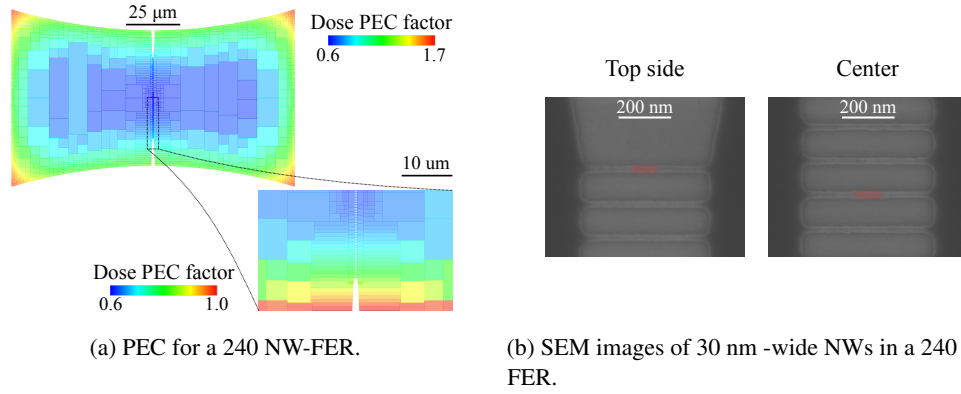 25 μm
Dose PEC factor
0.6 1.7
10 um
Dose PEC factor
0.6 1.0
(a) PEC for a 240 NW-FER.
Top side Center
200 nm 200 nm
(b) SEM images of 30 nm -wide NWs in a 240
FER.